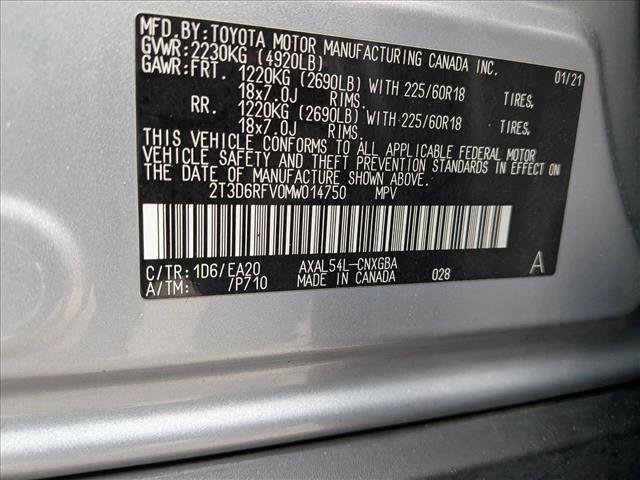 MFD.BY:TOYOTA MOTOR MANUFACTURING CANADA INC.
GVWR:2230KG (4920LB) 01/21
GAWR:FRT. 1220KG (2690LB) WITH 225/60R18 TIRES,
18x7.0J RIMS.
RR. 1220KG (2690LB) WITH 225/60R18 TIRES,
18x7.0J RIMS.
THIS VEHICLE CONFORMS TO ALL APPLICABLE FEDERAL MOTOR
VEHICLE SAFETY AND THEFT PREVENTION STANDARDS IN EFFECT ON
THE DATE OF MANUFACTURE SHOWN ABOVE.
2T3D6RFV0MW014750 MPV
C/TR:1D6/EA20 AXAL54L-CNXGBA A
A/TM: /P710 MADE IN CANADA 028